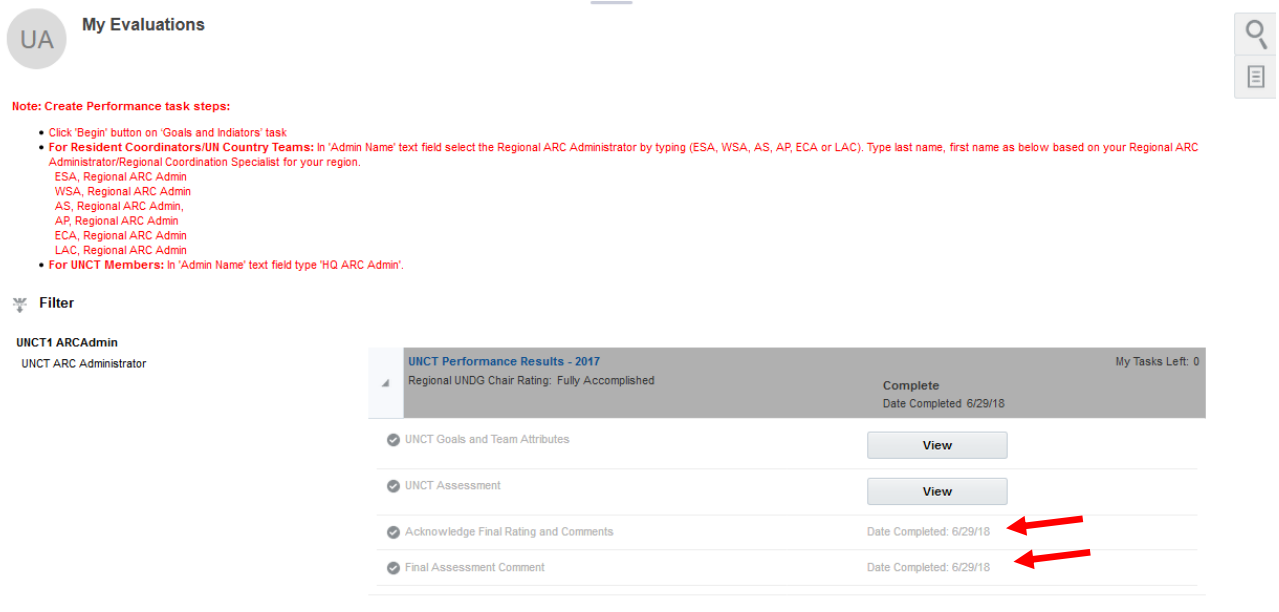 UA
My Evaluations
Note: Create Performance task steps:
• Click 'Begin' button on 'Goals and Indiators' task
• For Resident Coordinators/UN Country Teams: In 'Admin Name' text field select the Regional ARC Administrator by typing (ESA, WSA, AS, AP, ECA or LAC). Type last name, first name as below based on your Regional ARC
Administrator/Regional Coordination Specialist for your region.
ESA, Regional ARC Admin
WSA, Regional ARC Admin
AS, Regional ARC Admin,
AP, Regional ARC Admin
ECA, Regional ARC Admin
LAC, Regional ARC Admin
• For UNCT Members: In 'Admin Name' text field type 'HQ ARC Admin'.
Filter
UNCT1 ARCAdmin
UNCT ARC Administrator
UNCT Performance Results - 2017
My Tasks Left: 0
Regional UNDG Chair Rating: Fully Accomplished
Complete
Date Completed 6/29/18
UNCT Goals and Team Attributes
View
UNCT Assessment
View
Acknowledge Final Rating and Comments
Date Completed: 6/29/18
Final Assessment Comment
Date Completed: 6/29/18